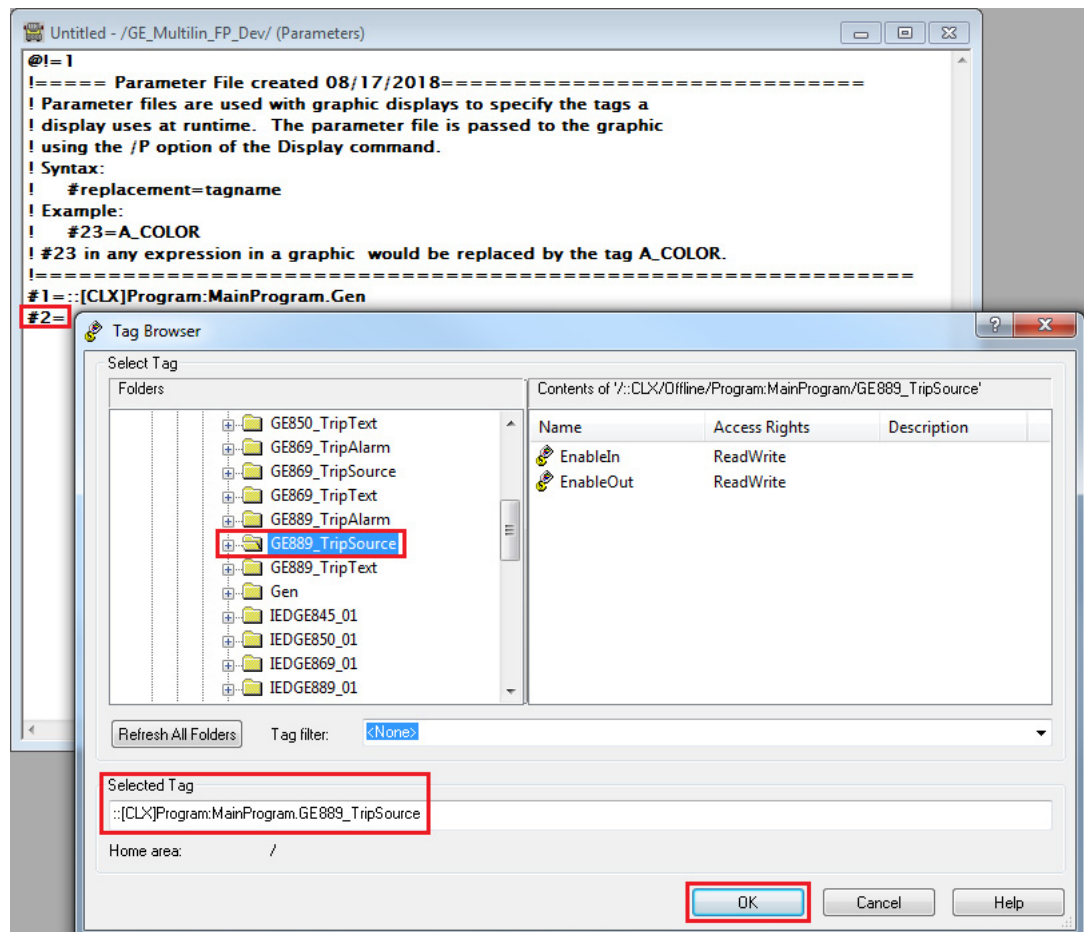 Untitled - /GE_Multilin_FP_Dev/ (Parameters)
@!=1
!===== Parameter File created 08/17/2018=============================
! Parameter files are used with graphic displays to specify the tags a
! display uses at runtime.  The parameter file is passed to the graphic
! using the /P option of the Display command.
! Syntax:
!     #replacement=tagname
! Example:
!     #23=A_COLOR
! #23 in any expression in a graphic  would be replaced by the tag A_COLOR.
!============================================================
#1=::[CLX]Program:MainProgram.Gen
#2=
Tag Browser
Select Tag
Folders
GE850_TripText
GE869_TripAlarm
GE869_TripSource
GE869_TripText
GE889_TripAlarm
GE889_TripSource
GE889_TripText
Gen
IEDGE845_01
IEDGE850_01
IEDGE869_01
IEDGE889_01
Contents of '/::CLX/Offline/Program:MainProgram/GE889_TripSource'
Name Access Rights Description
EnableIn ReadWrite
EnableOut ReadWrite
Refresh All Folders Tag filter: <None>
Selected Tag
::[CLX]Program:MainProgram.GE889_TripSource
Home area: /
OK Cancel Help